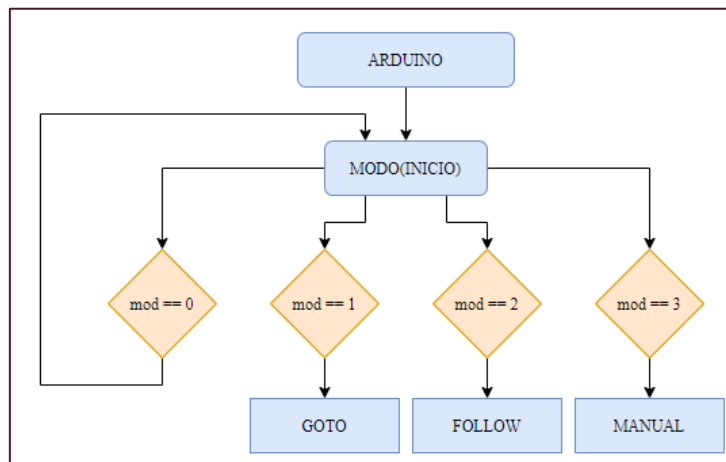 ARDUINO
MODO(INICIO)
mod == 0
mod == 1
mod == 2
mod == 3
GOTO
FOLLOW
MANUAL